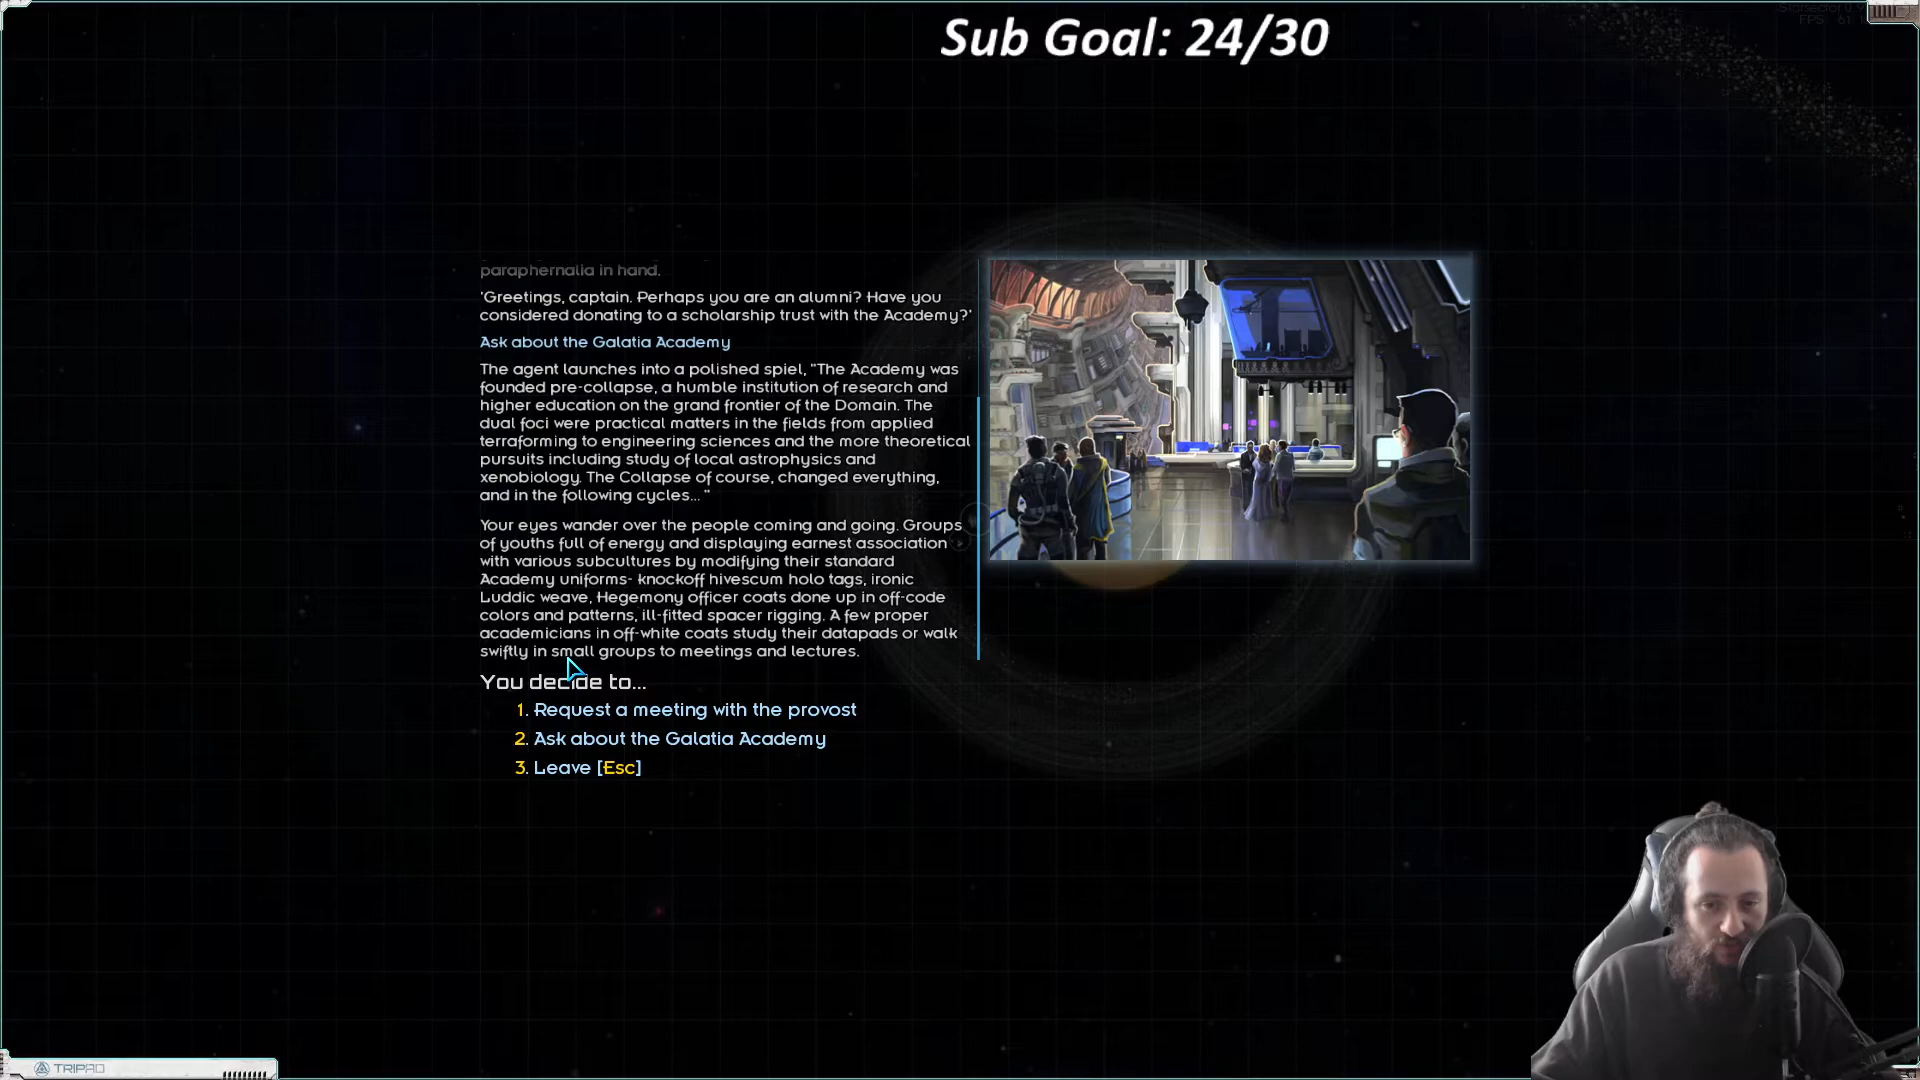 Sub Goal: 24/30
FPS
paraphernalia in hand.
'Greetings, captain. Perhaps you are an alumni? Have you
considered donating to a scholarship trust with the Academy?'
Ask about the Galatia Academy
The agent launches into a polished spiel, "The Academy was
founded pre-collapse, a humble institution of research and
higher education on the grand frontier of the Domain. The
dual foci were practical matters in the fields from applied
terraforming to engineering sciences and the more theoretical
pursuits including study of local astrophysics and
xenobiology. The Collapse of course, changed everything,
and in the following cycles... "
Your eyes wander over the people coming and going. Groups
of youths full of energy and displaying earnest association
with various subcultures by modifying their standard
Academy uniforms- knockoff hivescum holo tags, ironic
Luddic weave, Hegemony officer coats done up in off-code
colors and patterns, ill-fitted spacer rigging. A few proper
academicians in off-white coats study their datapads or walk
swiftly in small groups to meetings and lectures.
You decide to...
1. Request a meeting with the provost
2. Ask about the Galatia Academy
3. Leave [Esc]
TRIPAD